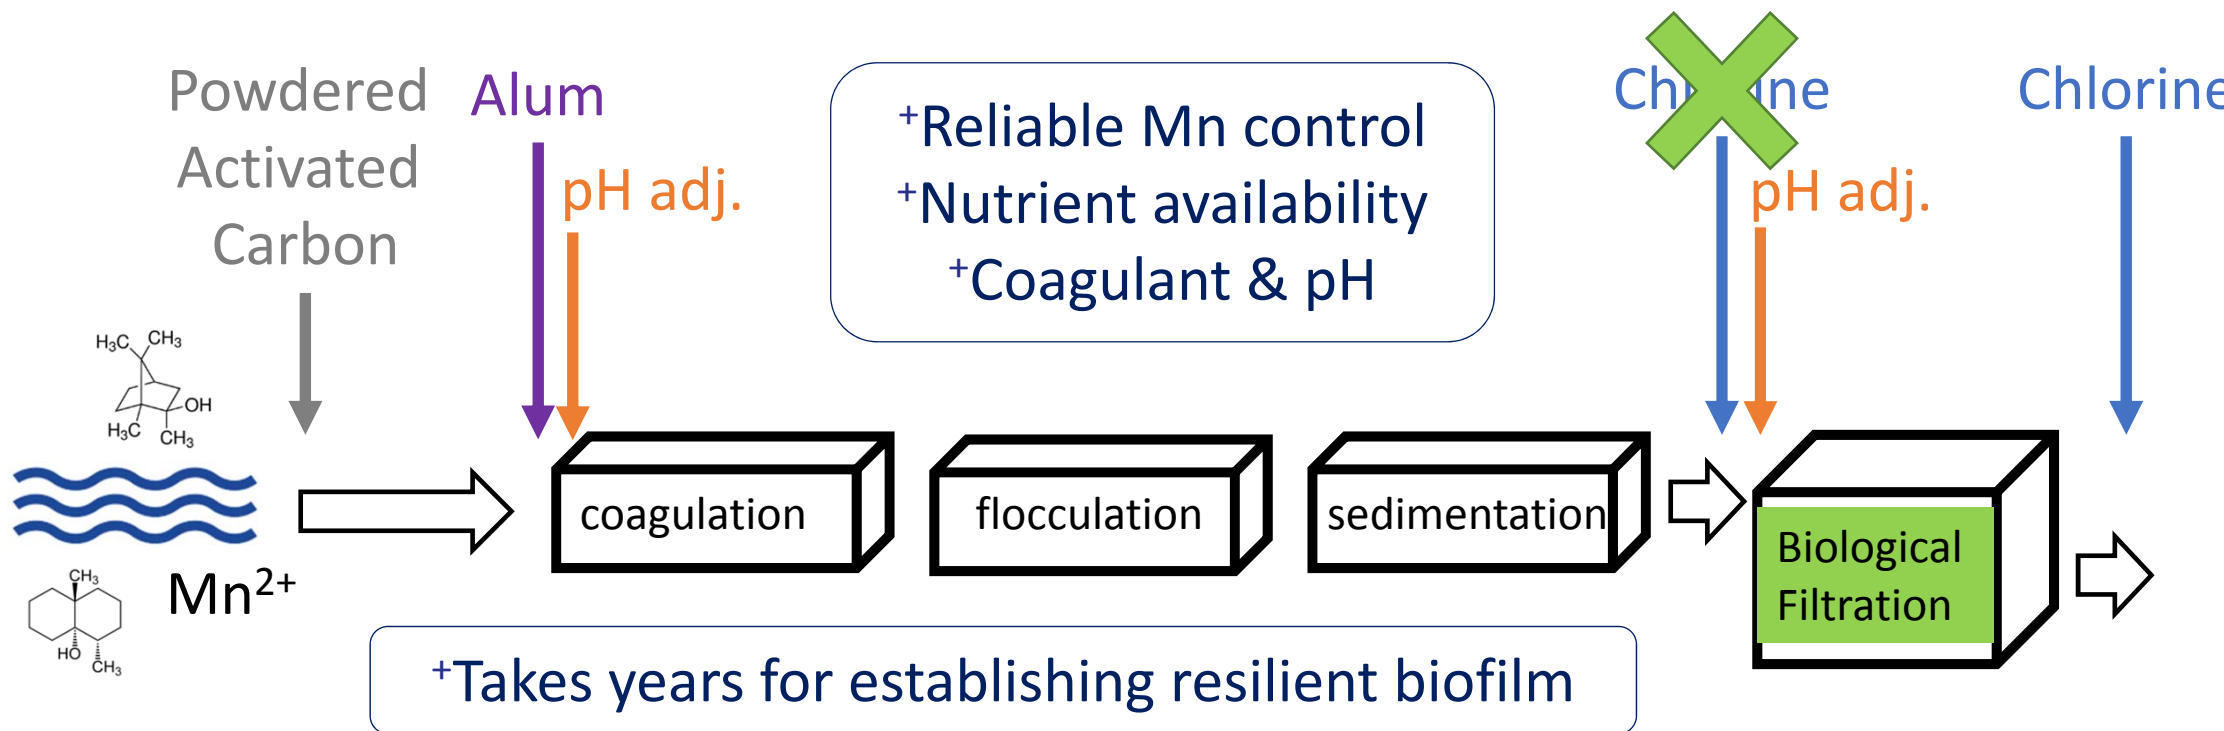 Powdered
Activated
Carbon
Alum
pH adj.
+Reliable Mn control
+Nutrient availability
+Coagulant & pH
Chlorine
pH adj.
Chlorine
H₃C
CH₃
OH
H₃C
CH₃
Mn²⁺
CH₃
HO
CH₃
coagulation
flocculation
sedimentation
Biological
Filtration
+Takes years for establishing resilient biofilm